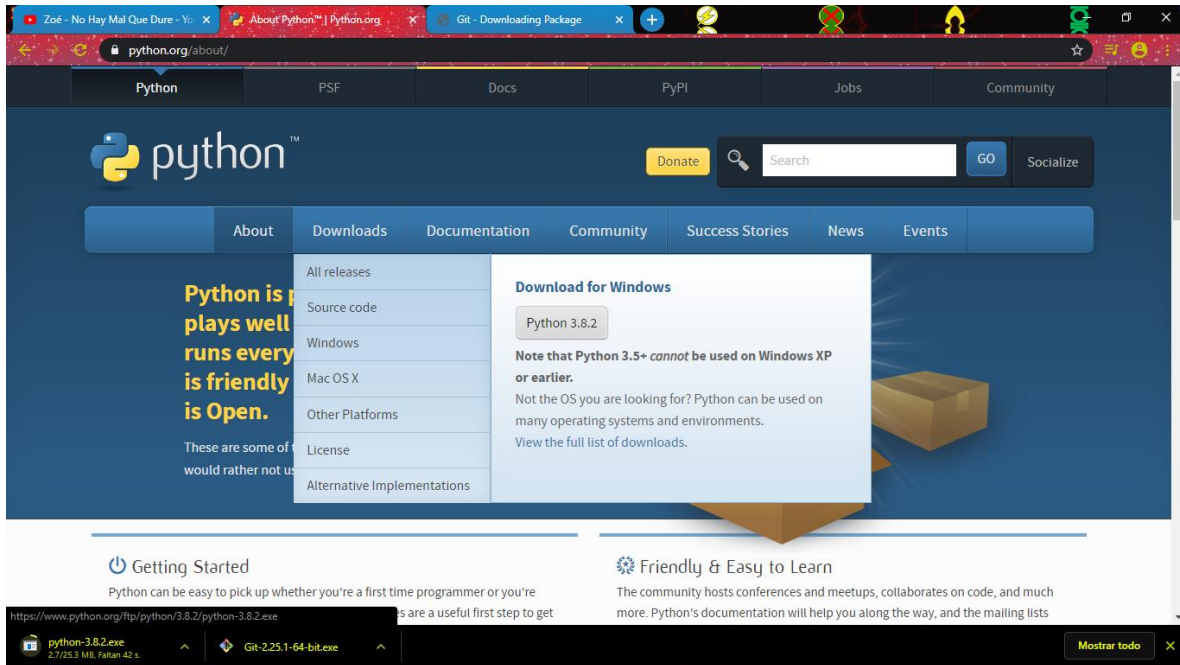 Zoé - No Hay Mal Que Dure - Yo
About Python™ | Python.org
Git - Downloading Package
python.org/about/
Python
PSF
Docs
PyPI
Jobs
Community
python™
Donate
Search
GO
Socialize
About
Downloads
Documentation
Community
Success Stories
News
Events
All releases
Source code
Windows
Mac OS X
Other Platforms
License
Alternative Implementations
Download for Windows
Python 3.8.2
Note that Python 3.5+ cannot be used on Windows XP
or earlier.
Not the OS you are looking for? Python can be used on
many operating systems and environments.
View the full list of downloads.
Python is p
plays well
runs every
is friendly
is Open.
These are some of t
would rather not us
Getting Started
Python can be easy to pick up whether you're a first time programmer or you're
es are a useful first step to get
Friendly & Easy to Learn
The community hosts conferences and meetups, collaborates on code, and much
more. Python's documentation will help you along the way, and the mailing lists
https://www.python.org/ftp/python/3.8.2/python-3.8.2.exe
python-3.8.2.exe
2.7/25.3 MB, Faltan 42 s.
Git-2.25.1-64-bit.exe
Mostrar todo